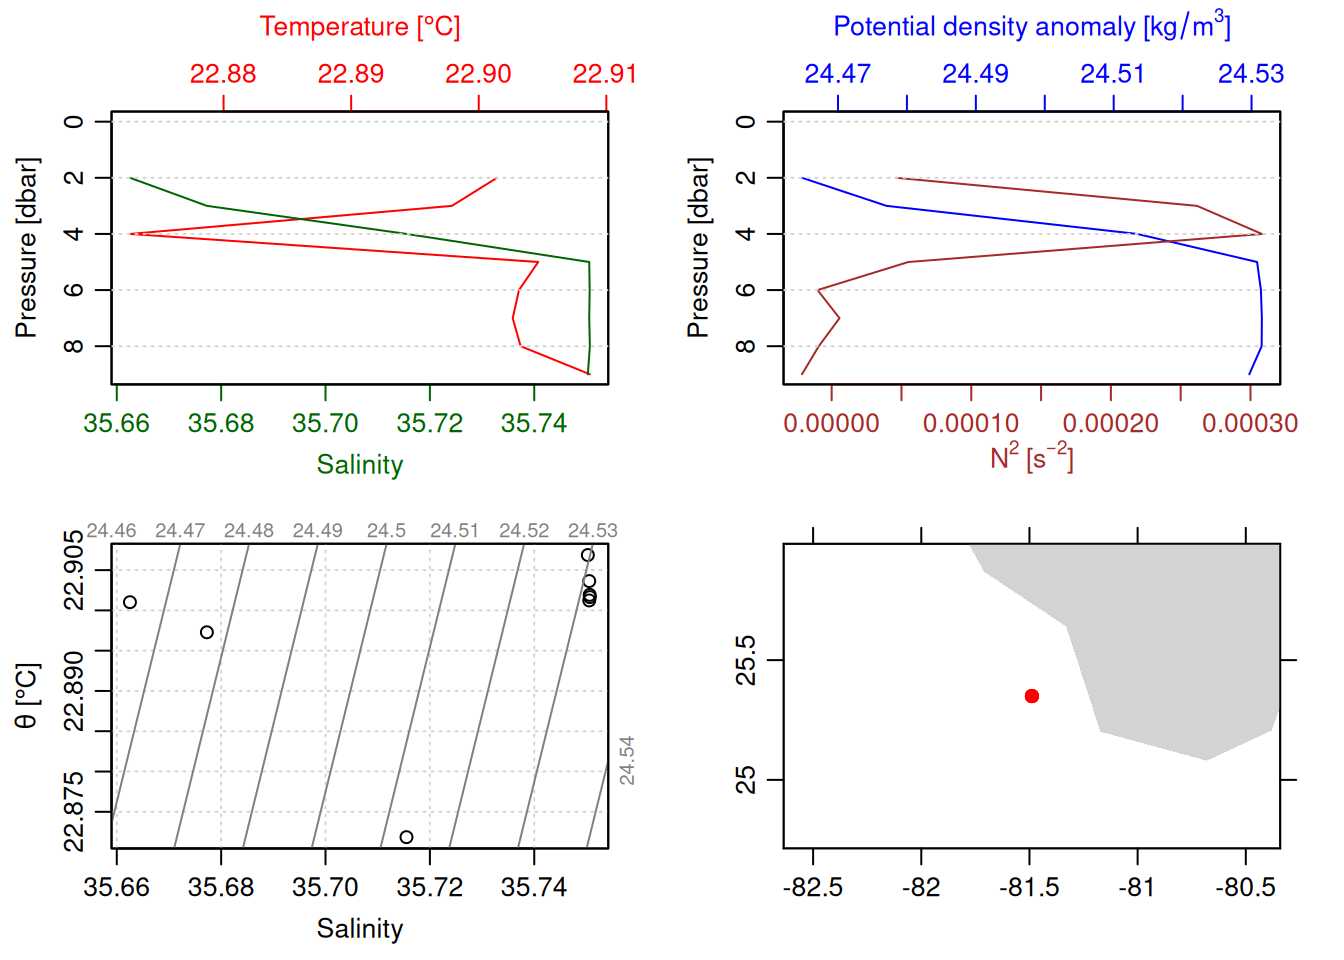 Temperature [°C]
22.88 22.89 22.90 22.91
0
2
4
6
8
Pressure [dbar]
35.66 35.68 35.70 35.72 35.74
Salinity
Potential density anomaly [kg/m³]
24.47 24.49 24.51 24.53
0
2
4
6
8
Pressure [dbar]
0.00000 0.00010 0.00020 0.00030
N² [s⁻²]
24.46 24.47 24.48 24.49 24.5 24.51 24.52 24.53
24.54
22.905
22.890
22.875
θ [°C]
35.66 35.68 35.70 35.72 35.74
Salinity
25.5
25
-82.5 -82 -81.5 -81 -80.5